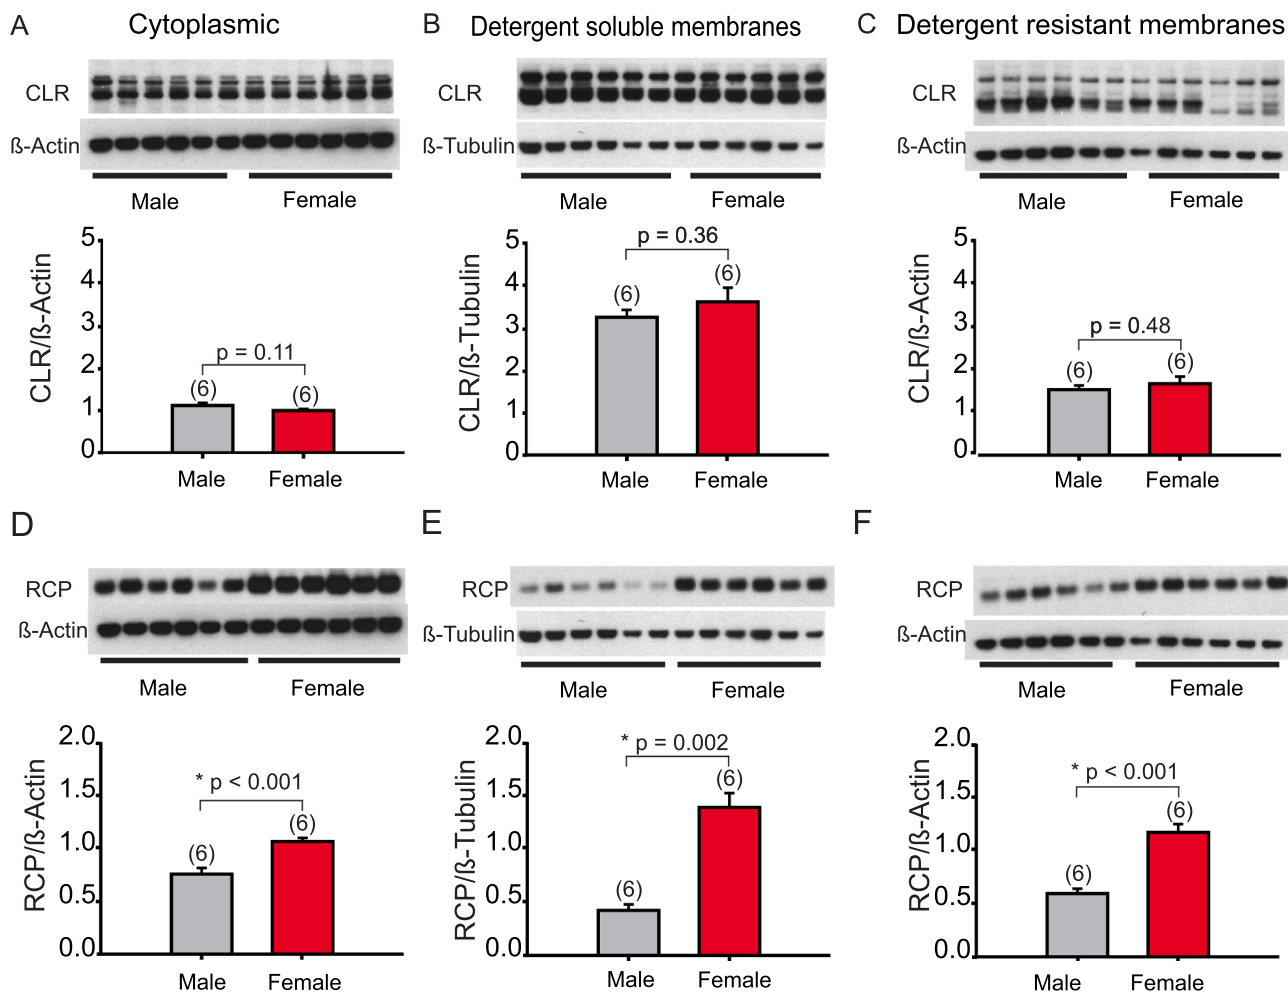 A Cytoplasmic
CLR
ß-Actin
Male Female
CLR/ß-Actin
5
4
3
2
1
0
p = 0.11
(6) (6)
Male Female
B Detergent soluble membranes
CLR
ß-Tubulin
Male Female
CLR/ß-Tubulin
5
4
3
2
1
0
p = 0.36
(6) (6)
Male Female
C Detergent resistant membranes
CLR
ß-Actin
Male Female
CLR/ß-Actin
5
4
3
2
1
0
p = 0.48
(6) (6)
Male Female
D
RCP
ß-Actin
Male Female
RCP/ß-Actin
2.0
1.5
1.0
0.5
0.0
* p < 0.001
(6) (6)
Male Female
E
RCP
ß-Tubulin
Male Female
RCP/ß-Tubulin
2.0
1.5
1.0
0.5
0.0
* p = 0.002
(6) (6)
Male Female
F
RCP
ß-Actin
Male Female
RCP/ß-Actin
2.0
1.5
1.0
0.5
0.0
* p < 0.001
(6) (6)
Male Female